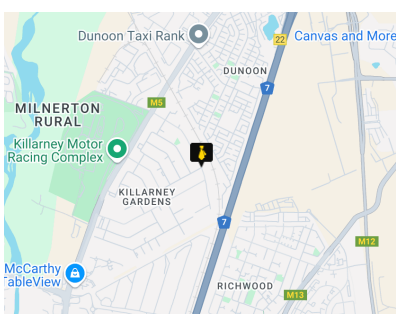 Dunoon Taxi Rank
22
Canvas and More
DUNOON
7
M5
MILNERTON
RURAL
Killarney Motor
Racing Complex
KILLARNEY
GARDENS
7
M12
McCarthy
TableView
RICHWOOD
M13